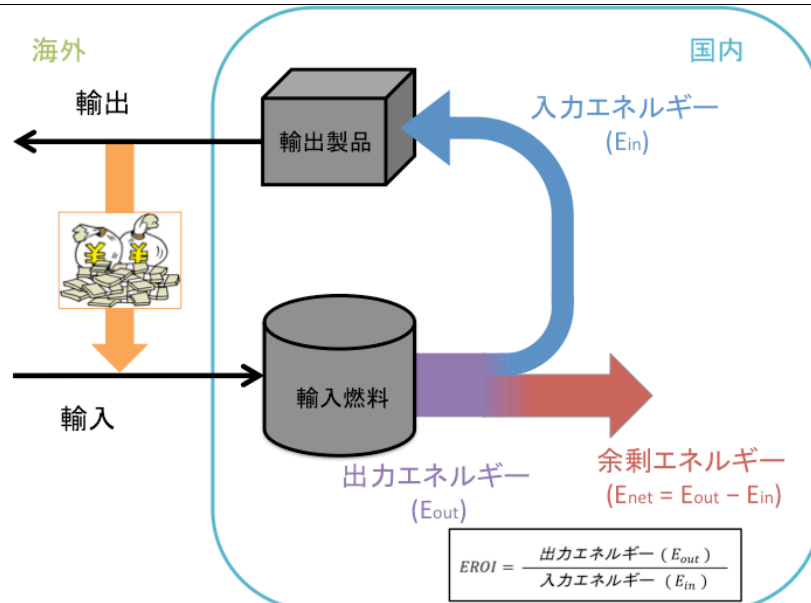 海外
国内
輸出
輸出製品
入力エネルギー
(Ein)
¥ ¥
輸入
輸入燃料
出力エネルギー
(Eout)
余剰エネルギー
(Enet = Eout − Ein)
EROI = 出力エネルギー ( Eout )
入力エネルギー ( Ein )